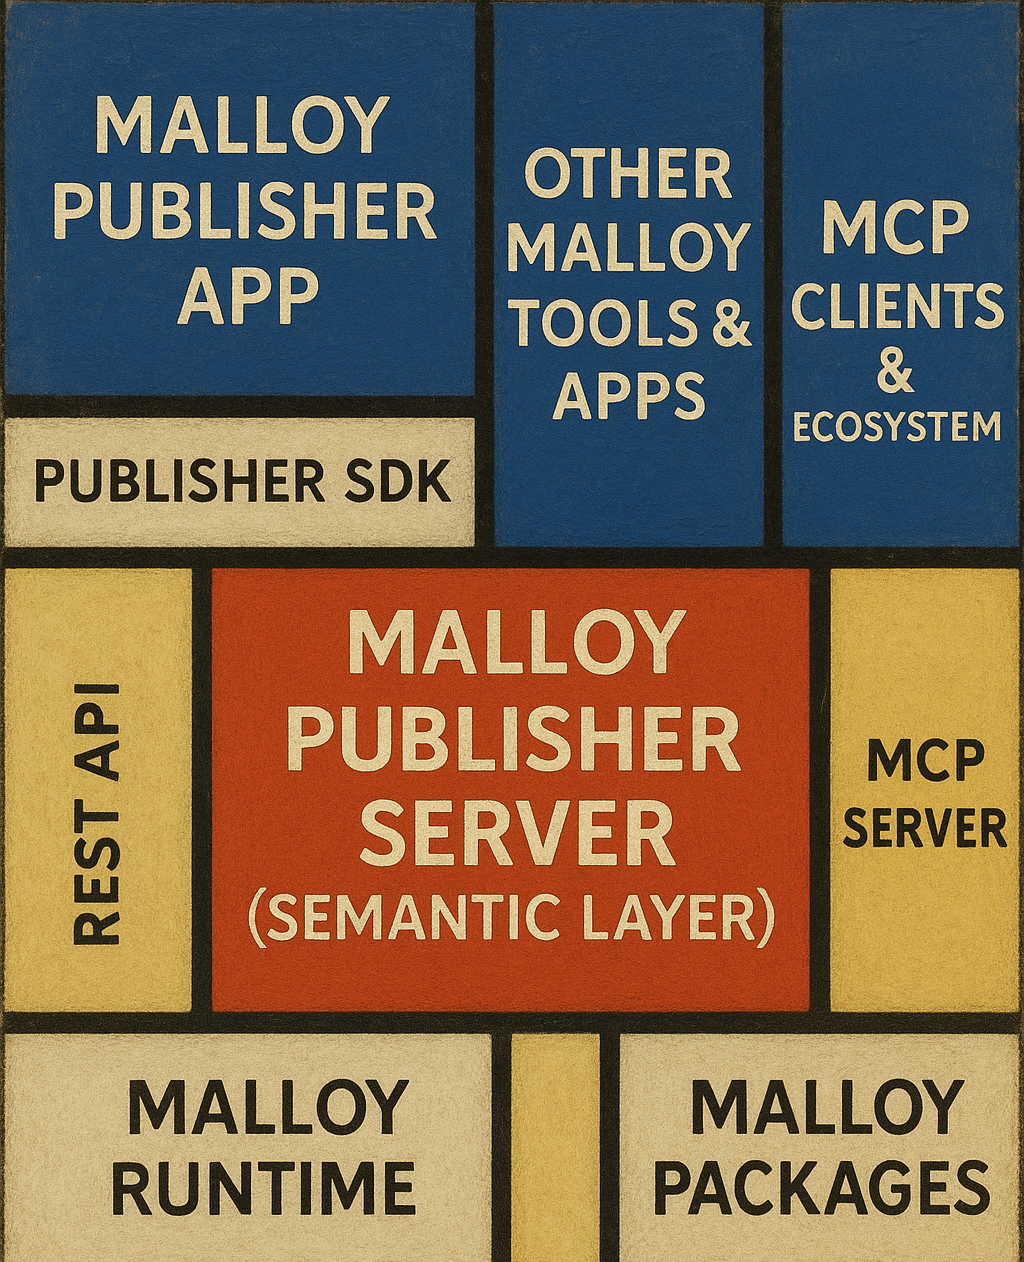 MALLOY
PUBLISHER
APP
OTHER
MALLOY
TOOLS &
APPS
MCP
CLIENTS
&
ECOSYSTEM
PUBLISHER SDK
REST API
MALLOY
PUBLISHER
SERVER
(SEMANTIC LAYER)
MCP
SERVER
MALLOY
RUNTIME
MALLOY
PACKAGES